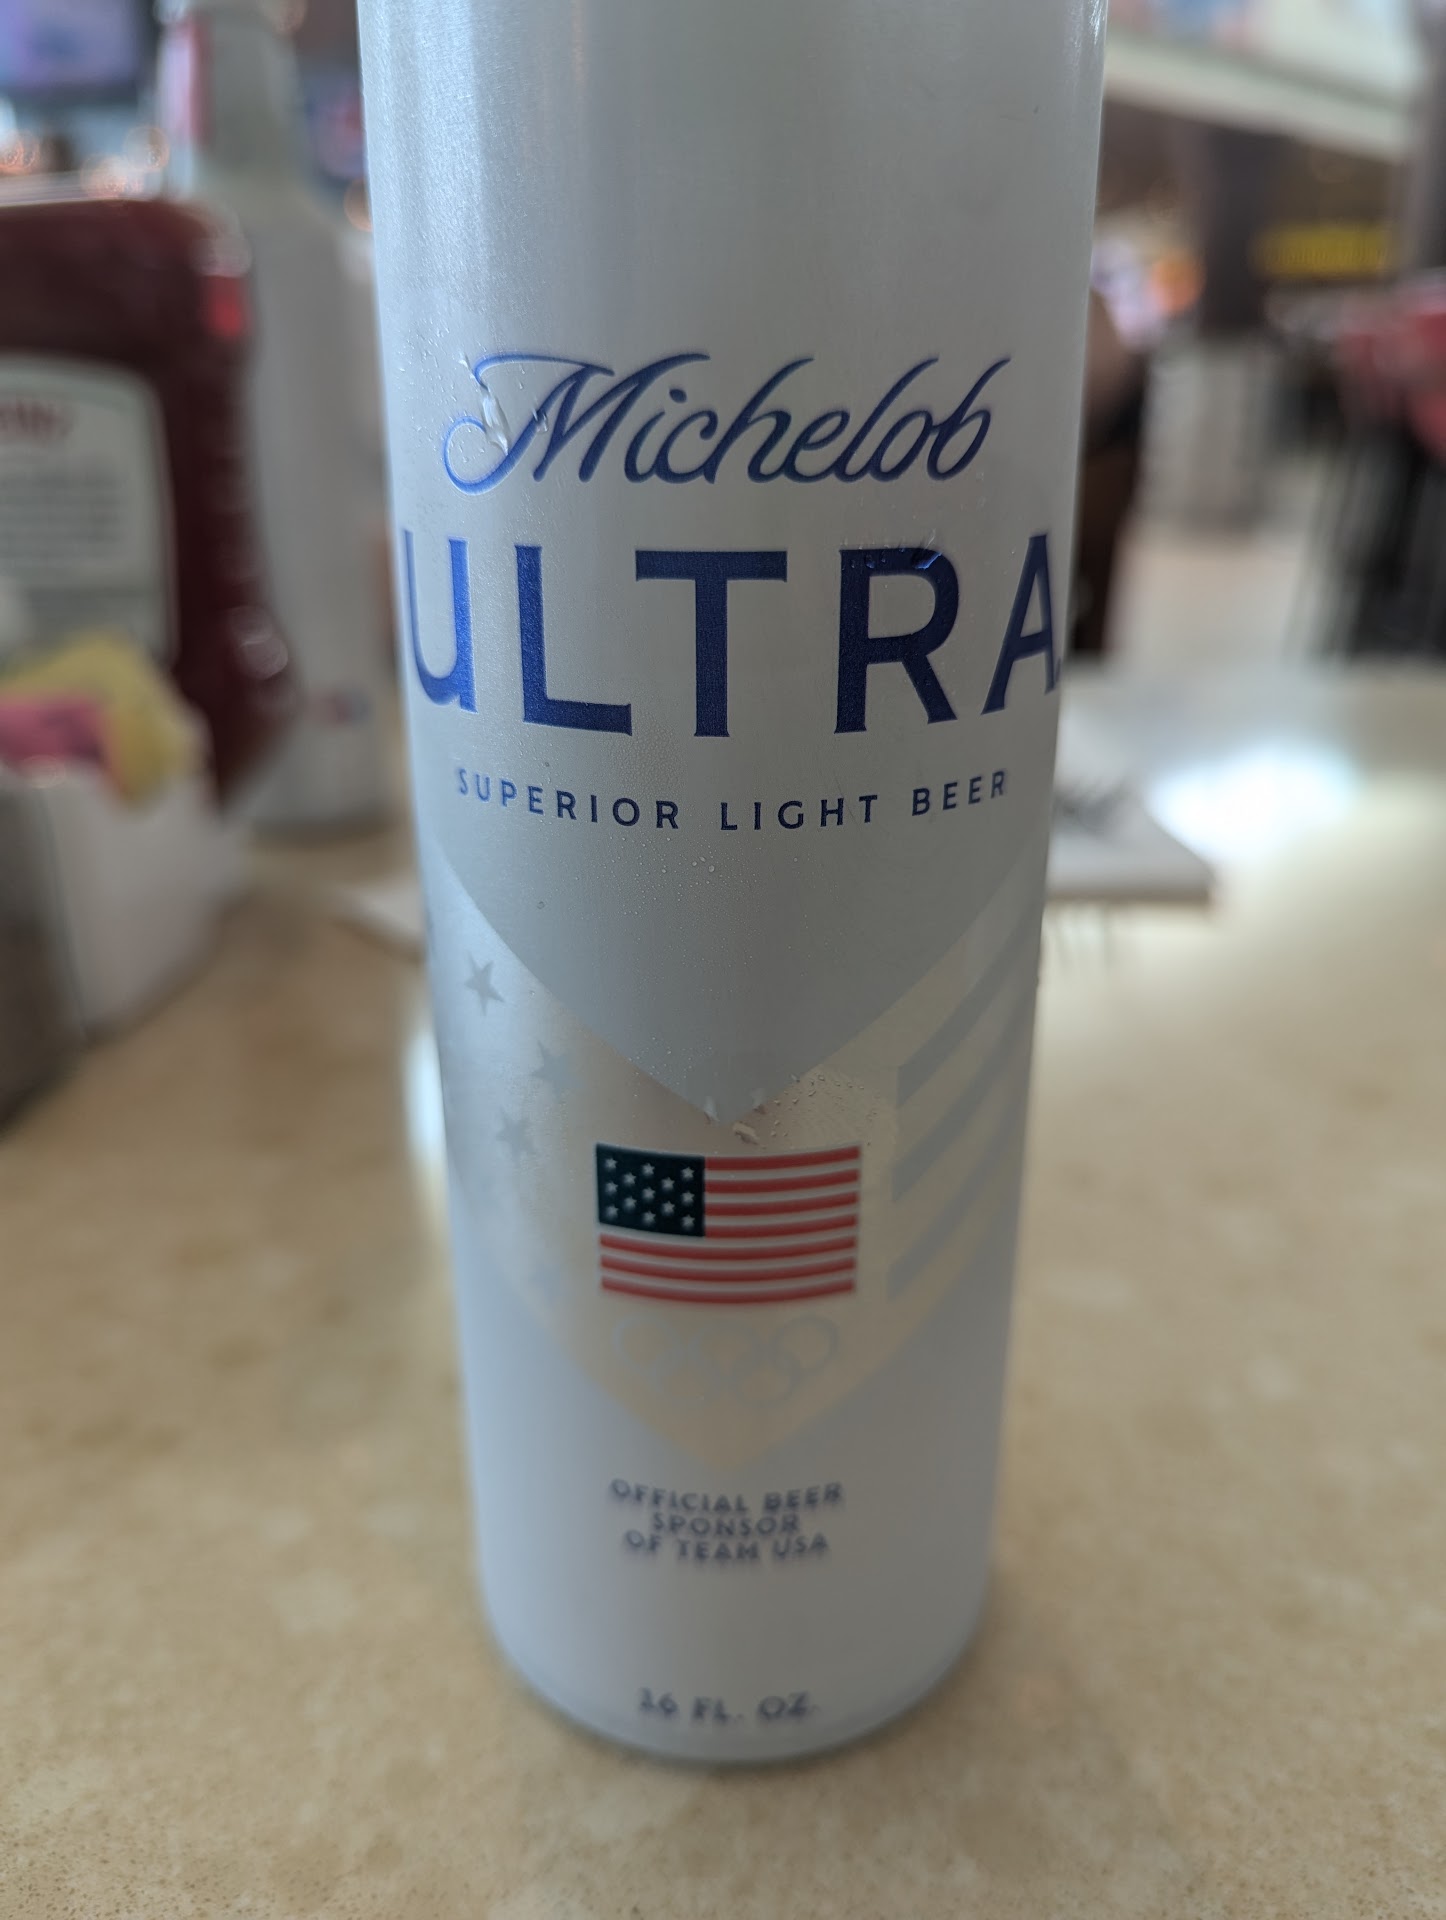 Michelob
ULTRA
SUPERIOR LIGHT BEER
OFFICIAL BEER
SPONSOR
OF TEAM USA
16 FL. OZ.